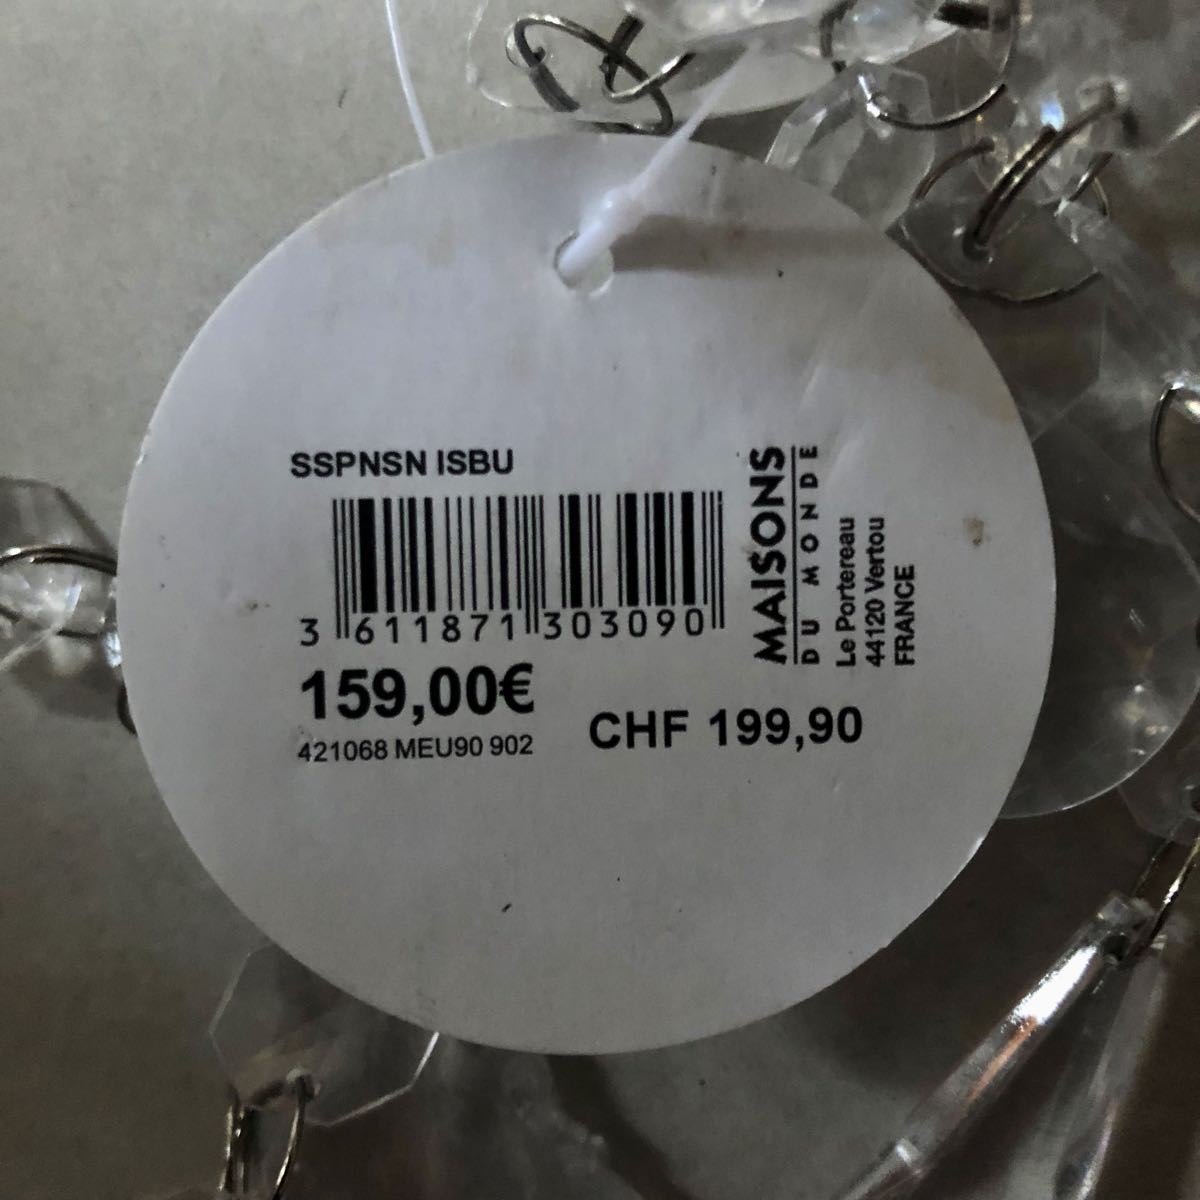 SSPNSN ISBU
3 611871 303090
159,00€
421068 MEU90 902
CHF 199,90
MAISONS
DU MONDE
Le Portereau
44120 Vertou
FRANCE